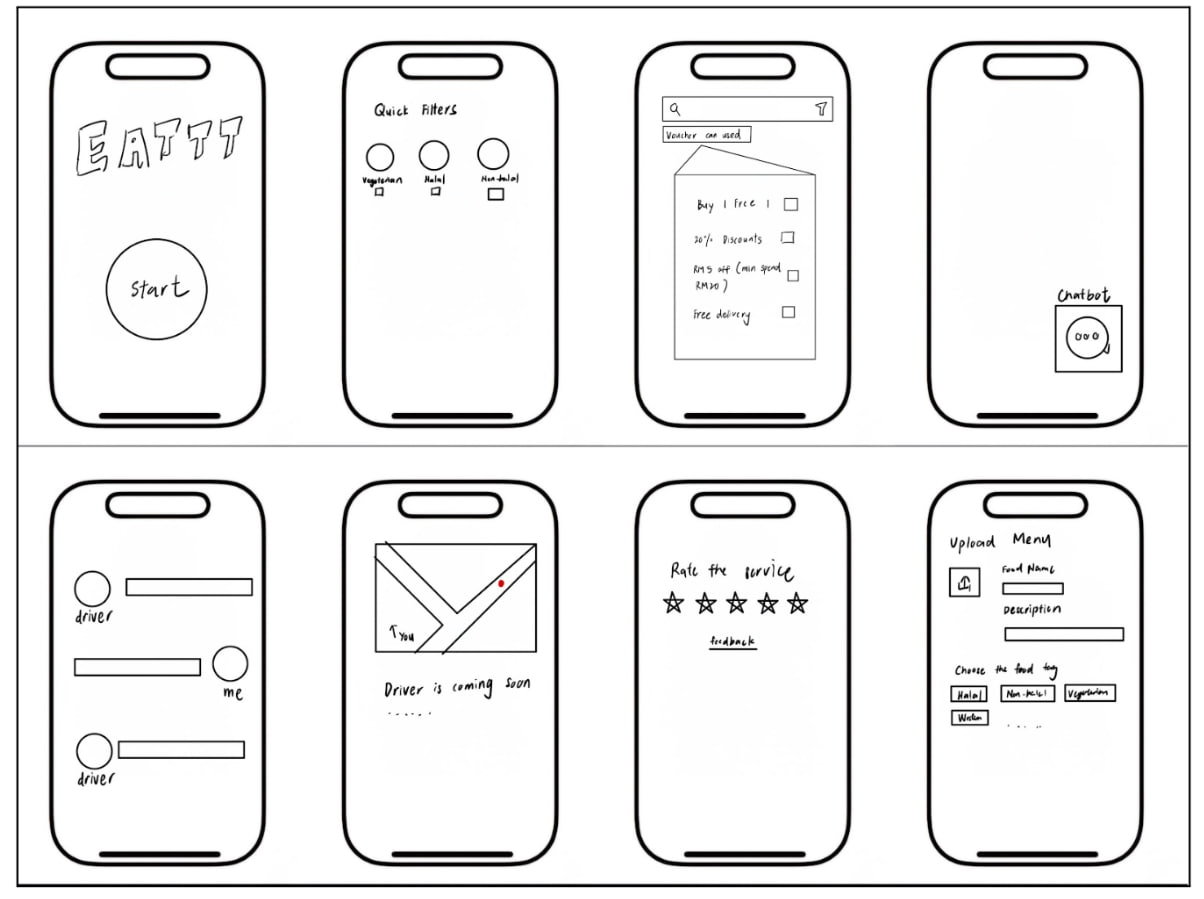 EATTT
Start
Quick Filters
Vegetarian Halal Non-halal
Voucher can used
Buy 1 Free 1
20% Discounts
RM5 off (min spend
RM20)
Free delivery
Chatbot
driver
me
driver
You
Driver is coming soon
......
Rate the service
feedback
Upload Menu
Food Name
Description
Choose the food tag
Halal Non-halal Vegetarian
Western
.....